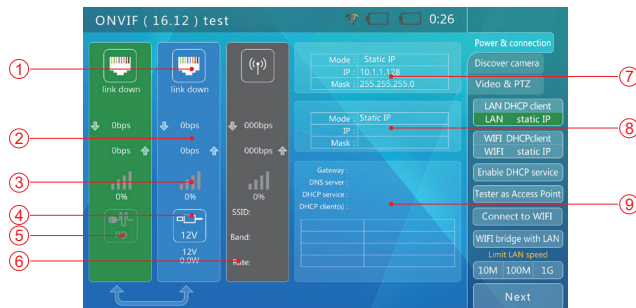 ONVIF ( 16.12 ) test
0:26
link down
link down
0bps
0bps
000bps
0bps
0bps
000bps
0%
0%
0%
12V
12V
0.0W
SSID:
Band:
Rate:
Mode : Static IP
IP : 10.1.1.128
Mask : 255.255.255.0
Mode : Static IP
IP :
Mask :
Gateway :
DNS server :
DHCP service :
DHCP client(s) :
Power & connection
Discover camera
Video & PTZ
LAN DHCP client
LAN static IP
WIFI DHCPclient
WIFI static IP
Enable DHCP service
Tester as Access Point
Connect to WIFI
WIFI bridge with LAN
Limit LAN speed
10M 100M 1G
Next
1
2
3
4
5
6
7
8
9